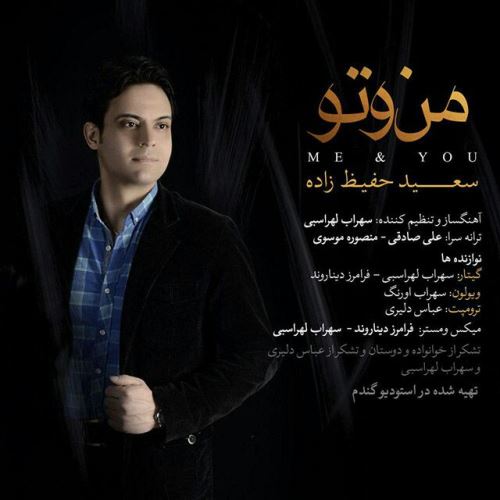 من و تو
ME & YOU
سعید حفیظ زاده
آهنگساز و تنظیم کننده: سهراب لهراسبی
ترانه سرا: علی صادقی - منصوره موسوی
نوازنده ها
گیتار: سهراب لهراسبی - فرامرز دیناروند
ویولون: سهراب اورنگ
ترومپت: عباس دلیری
میکس و مستر: فرامرز دیناروند - سهراب لهراسبی
تشکر از خوانواده و دوستان و تشکر از عباس دلیری
و سهراب لهراسبی
تهیه شده در استودیو گندم